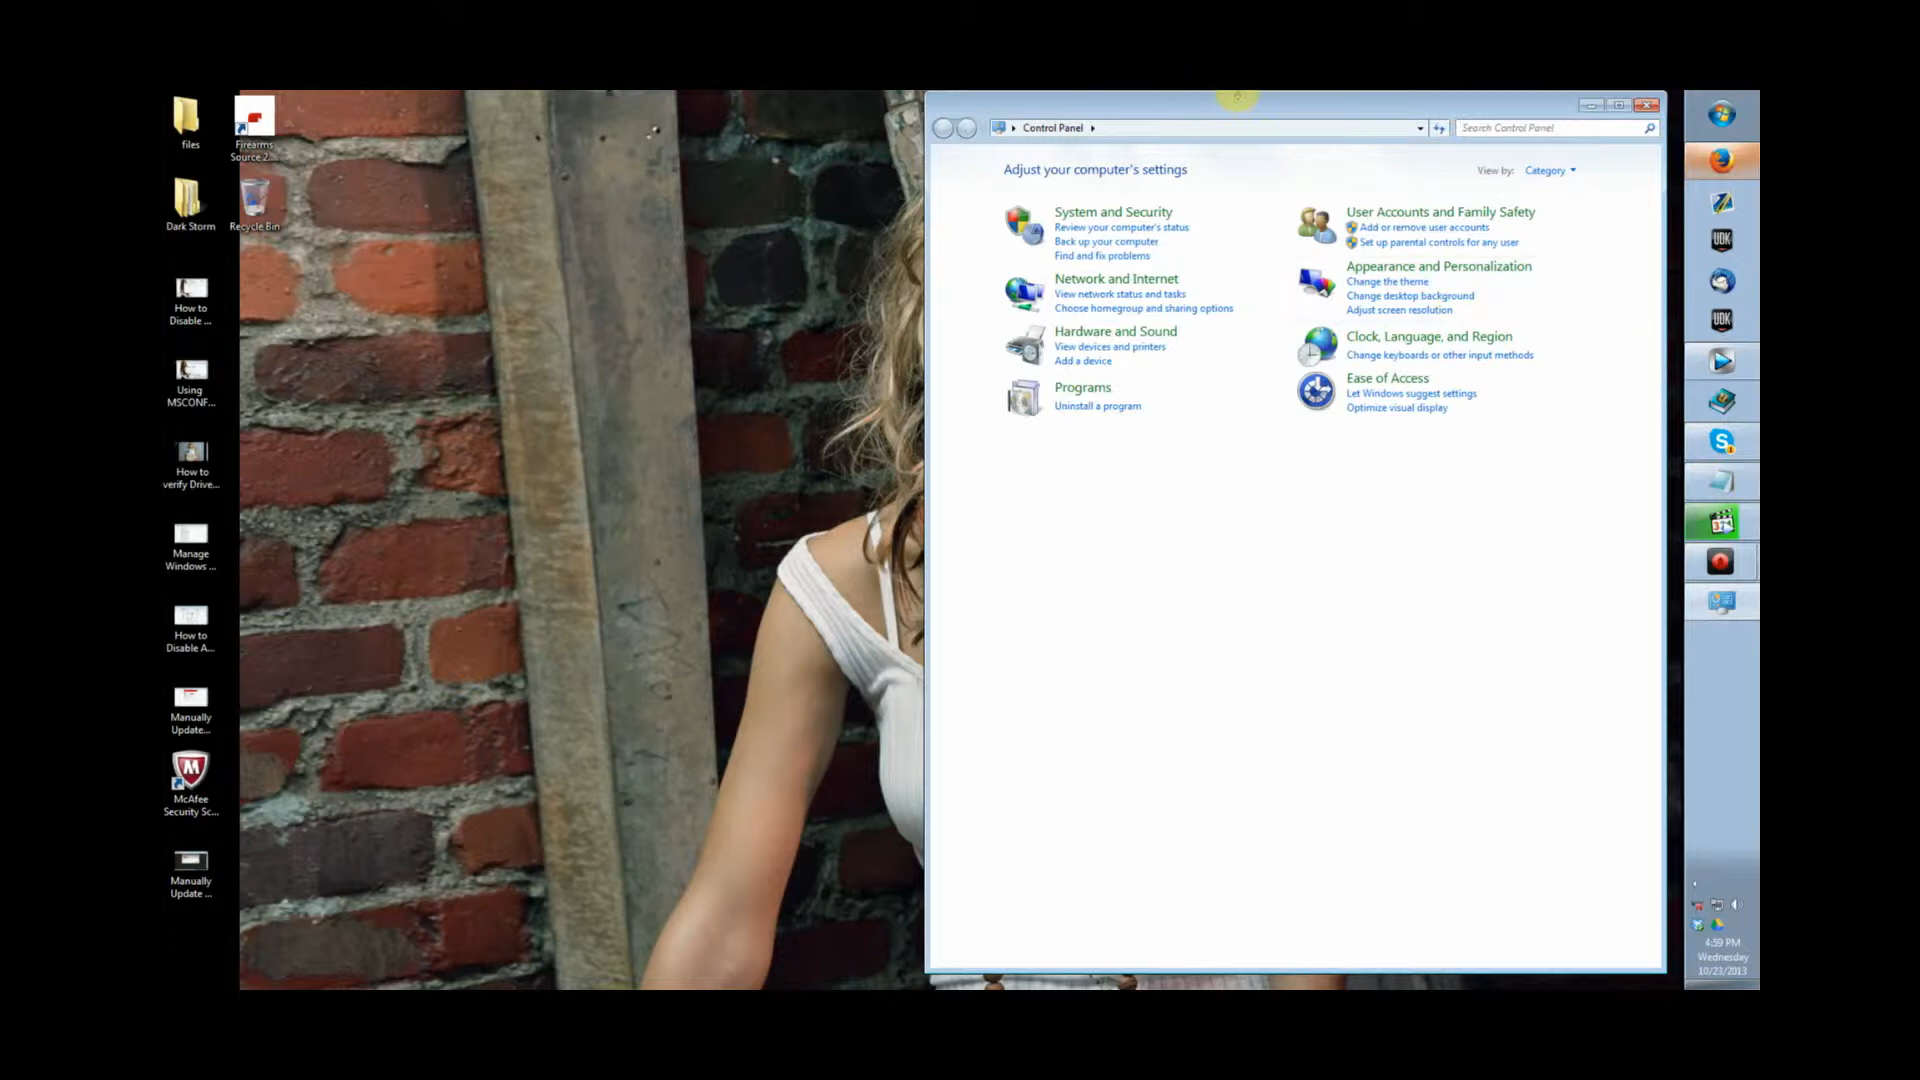 files
Firearms
Source 2....
Dark Storm
Recycle Bin
How to
Disable ...
Using
MSCONF...
How to
verify Drive...
Manage
Windows ...
How to
Disable A...
Manually
Update...
M
McAfee
Security Sc...
Manually
Update ...
Control Panel
Search Control Panel
Adjust your computer's settings
View by: Category
System and Security
Review your computer's status
Back up your computer
Find and fix problems
Network and Internet
View network status and tasks
Choose homegroup and sharing options
Hardware and Sound
View devices and printers
Add a device
Programs
Uninstall a program
User Accounts and Family Safety
Add or remove user accounts
Set up parental controls for any user
Appearance and Personalization
Change the theme
Change desktop background
Adjust screen resolution
Clock, Language, and Region
Change keyboards or other input methods
Ease of Access
Let Windows suggest settings
Optimize visual display
UDK
UDK
S
4:59 PM
Wednesday
10/23/2013